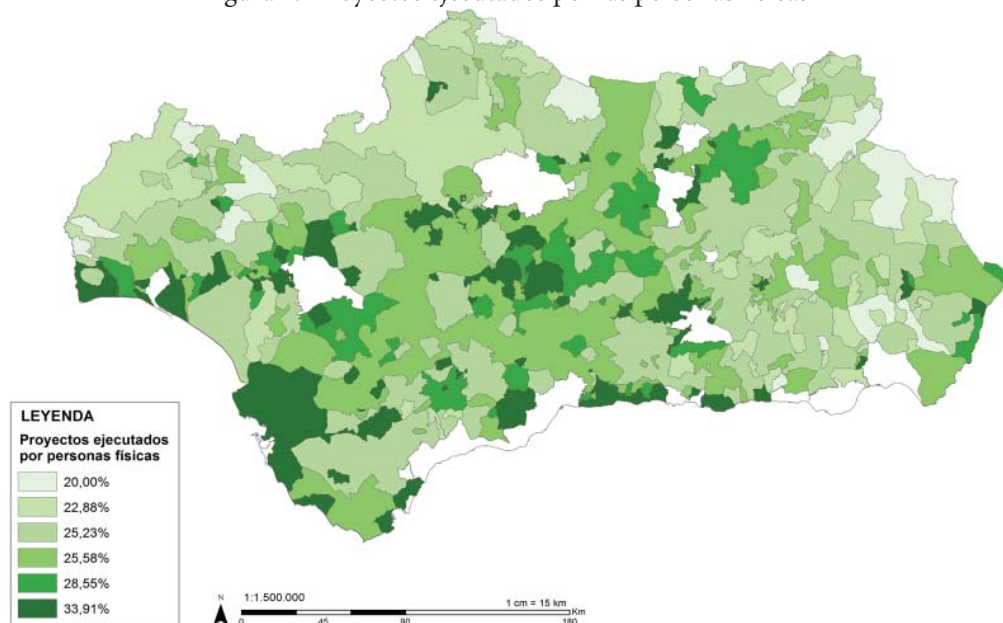 LEYENDA
Proyectos ejecutados
por personas físicas
20,00%
22,88%
25,23%
25,58%
28,55%
33,91%
N
1:1.500.000
1 cm = 15 km
Km
0 45 90 180